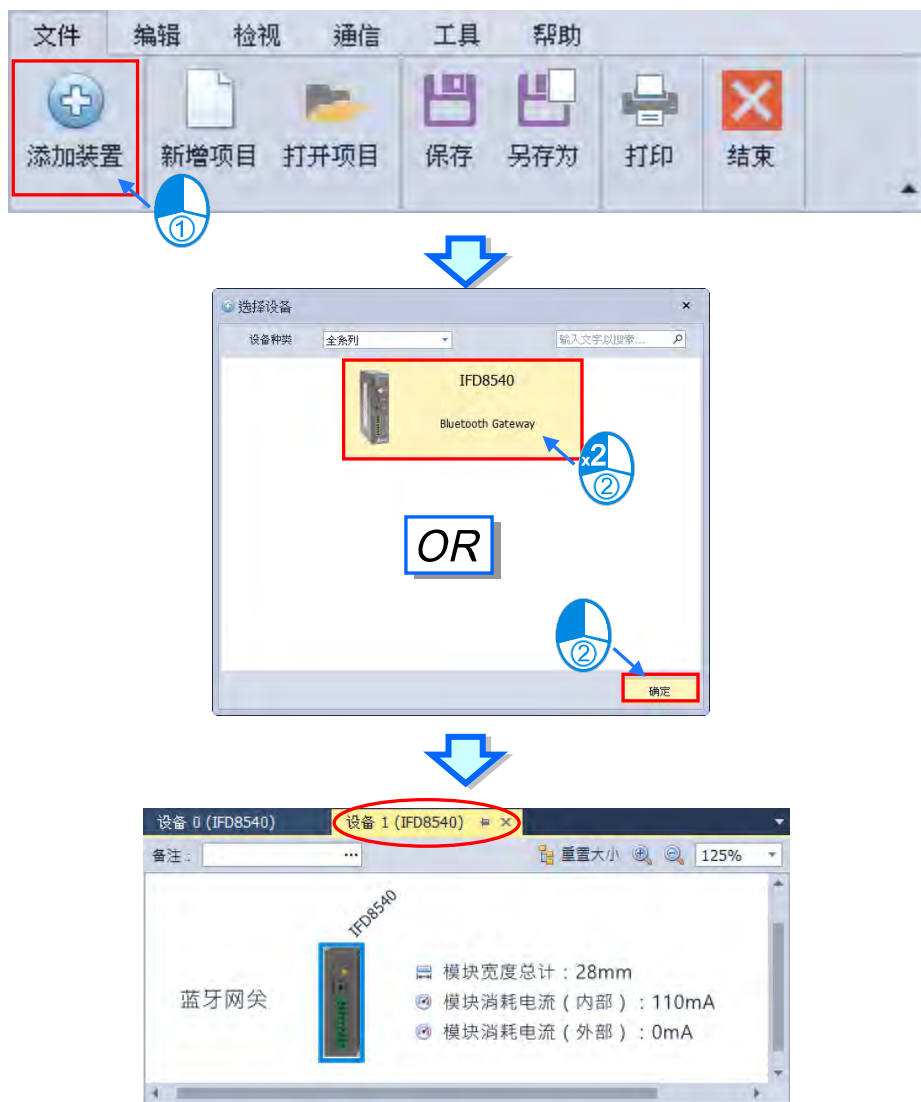 文件 编辑 检视 通信 工具 帮助
添加装置 新增项目 打开项目 保存 另存为 打印 结束
①
选择设备 ×
设备种类 全系列 输入文字以搜索...
IFD8540
Bluetooth Gateway
x2
②
OR
②
确定
设备 0 (IFD8540) 设备 1 (IFD8540)
备注: ... 重置大小 125%
IFD8540
模块宽度总计:28mm
蓝牙网关 模块消耗电流(内部):110mA
模块消耗电流(外部):0mA